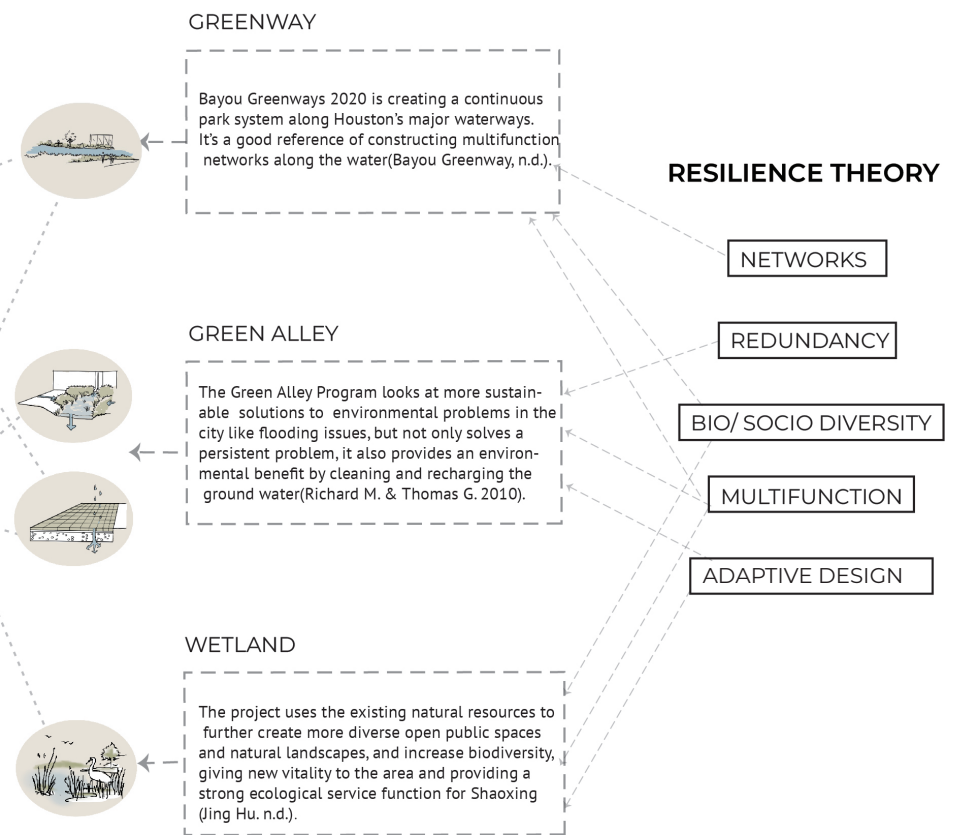 GREENWAY
Bayou Greenways 2020 is creating a continuous
park system along Houston's major waterways.
It's a good reference of constructing multifunction
networks along the water(Bayou Greenway, n.d.).
RESILIENCE THEORY
NETWORKS
REDUNDANCY
BIO/ SOCIO DIVERSITY
MULTIFUNCTION
ADAPTIVE DESIGN
GREEN ALLEY
The Green Alley Program looks at more sustain-
able solutions to environmental problems in the
city like flooding issues, but not only solves a
persistent problem, it also provides an environ-
mental benefit by cleaning and recharging the
ground water(Richard M. & Thomas G. 2010).
WETLAND
The project uses the existing natural resources to
further create more diverse open public spaces
and natural landscapes, and increase biodiversity,
giving new vitality to the area and providing a
strong ecological service function for Shaoxing
(Jing Hu. n.d.).